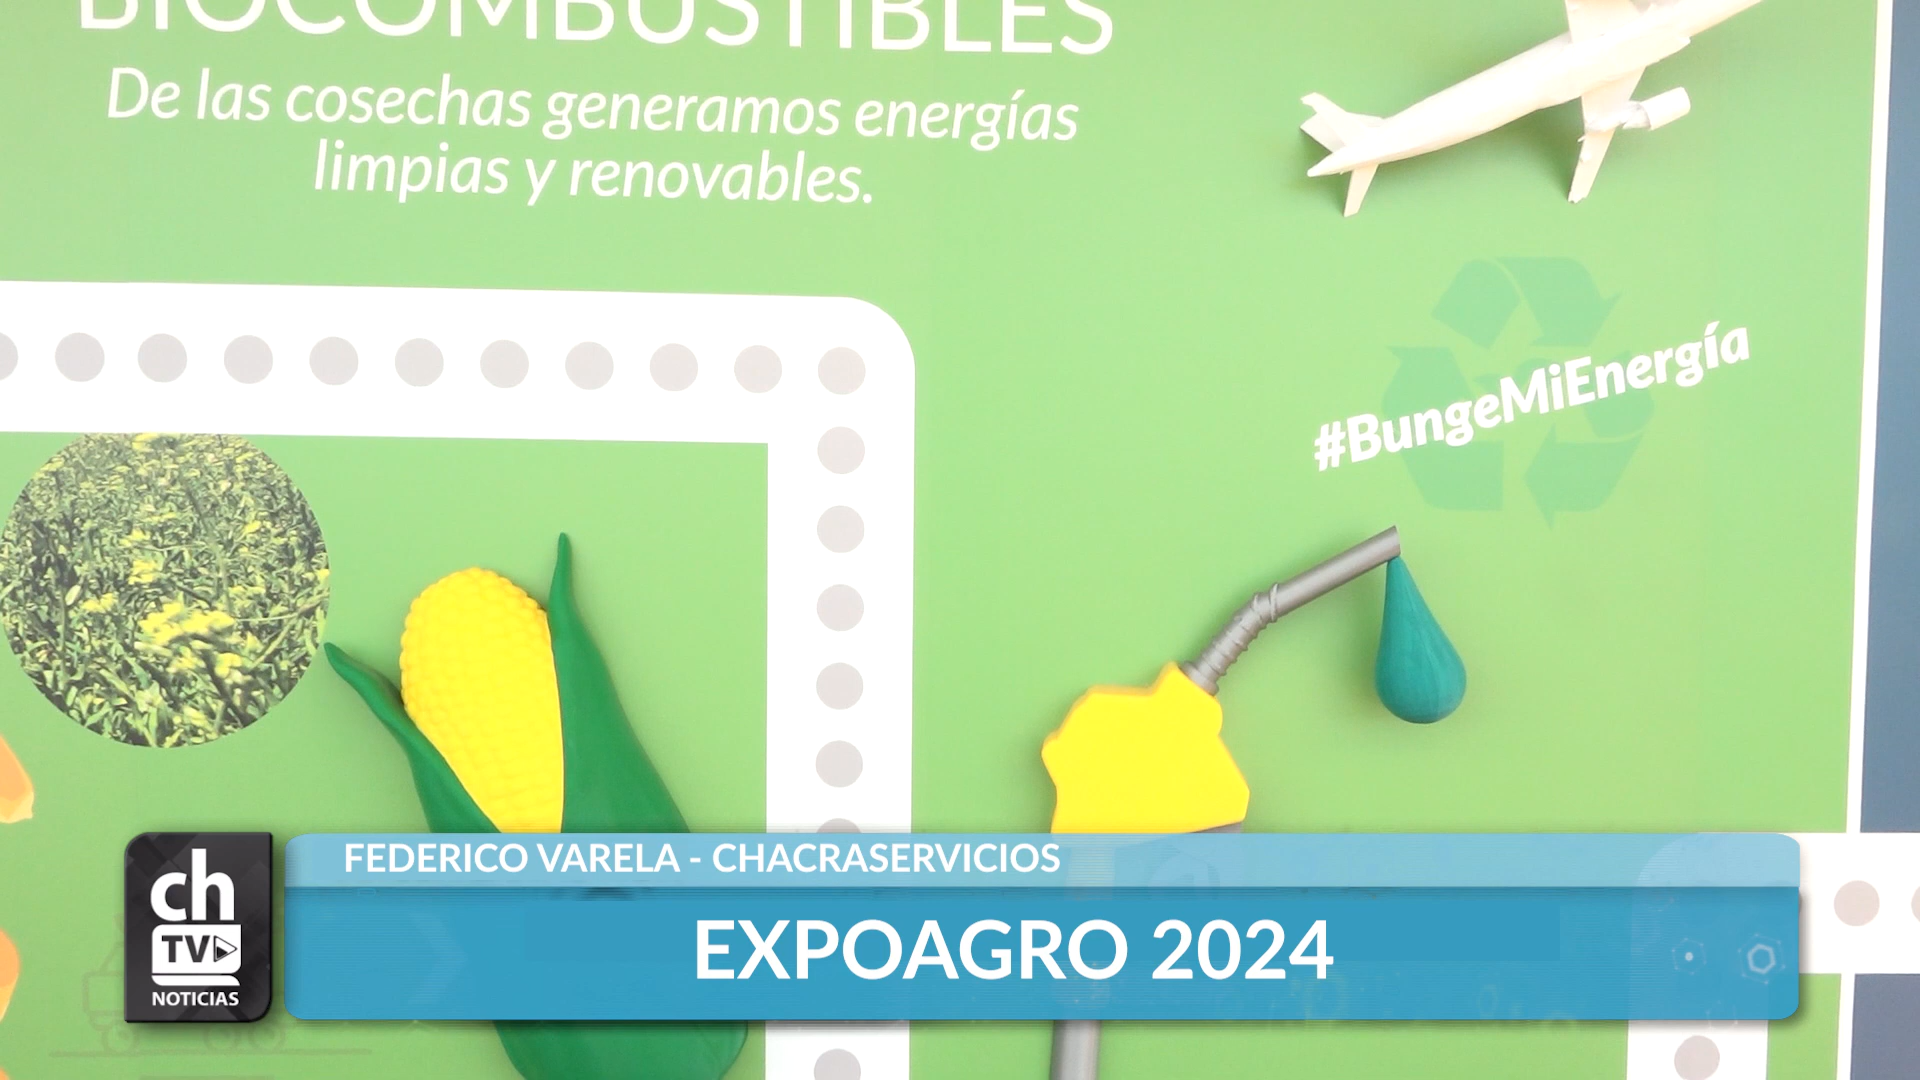 BIOCOMBUSTIBLES
De las cosechas generamos energías
limpias y renovables.
#BungeMiEnergía
FEDERICO VARELA - CHACRASERVICIOS
EXPOAGRO 2024
ch
TV
NOTICIAS